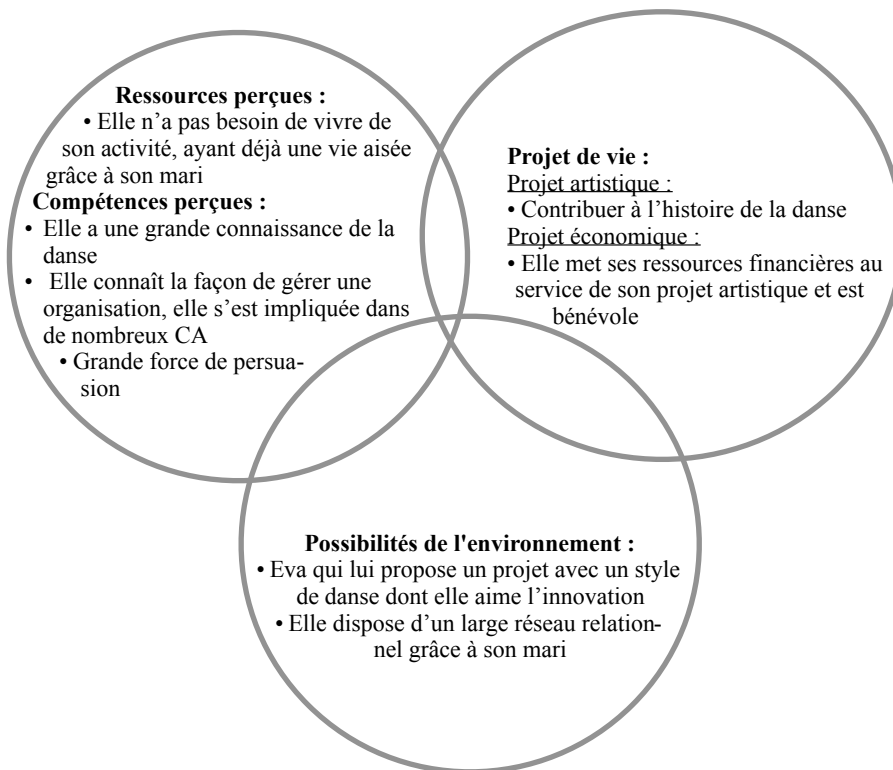 Ressources perçues :
• Elle n’a pas besoin de vivre de
son activité, ayant déjà une vie aisée
grâce à son mari
Compétences perçues :
• Elle a une grande connaissance de la
danse
• Elle connaît la façon de gérer une
organisation, elle s’est impliquée dans
de nombreux CA
• Grande force de persua-
sion
Projet de vie :
Projet artistique :
• Contribuer à l’histoire de la danse
Projet économique :
• Elle met ses ressources financières au
service de son projet artistique et est
bénévole
Possibilités de l'environnement :
• Eva qui lui propose un projet avec un style
de danse dont elle aime l’innovation
• Elle dispose d’un large réseau relation-
nel grâce à son mari